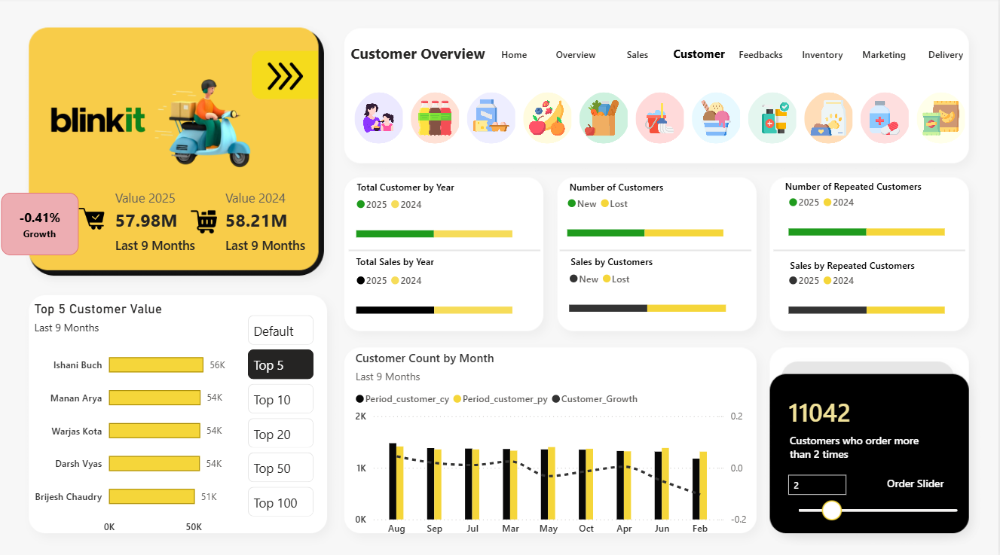 blinkit
-0.41%
Growth
Value 2025
57.98M
Last 9 Months
Value 2024
58.21M
Last 9 Months
Customer Overview
Home
Overview
Sales
Customer
Feedbacks
Inventory
Marketing
Delivery
Total Customer by Year
2025 2024
Total Sales by Year
2025 2024
Number of Customers
New Lost
Sales by Customers
New Lost
Number of Repeated Customers
2025 2024
Sales by Repeated Customers
2025 2024
Top 5 Customer Value
Last 9 Months
Ishani Buch 56K
Manan Arya 54K
Warjas Kota 54K
Darsh Vyas 54K
Brijesh Chaudry 51K
0K 50K
Default
Top 5
Top 10
Top 20
Top 50
Top 100
Customer Count by Month
Last 9 Months
Period_customer_cy Period_customer_py Customer_Growth
2K 0.2
1K 0.0
0K -0.2
Aug Sep Jul Mar May Oct Apr Jun Feb
11042
Customers who order more
than 2 times
2
Order Slider